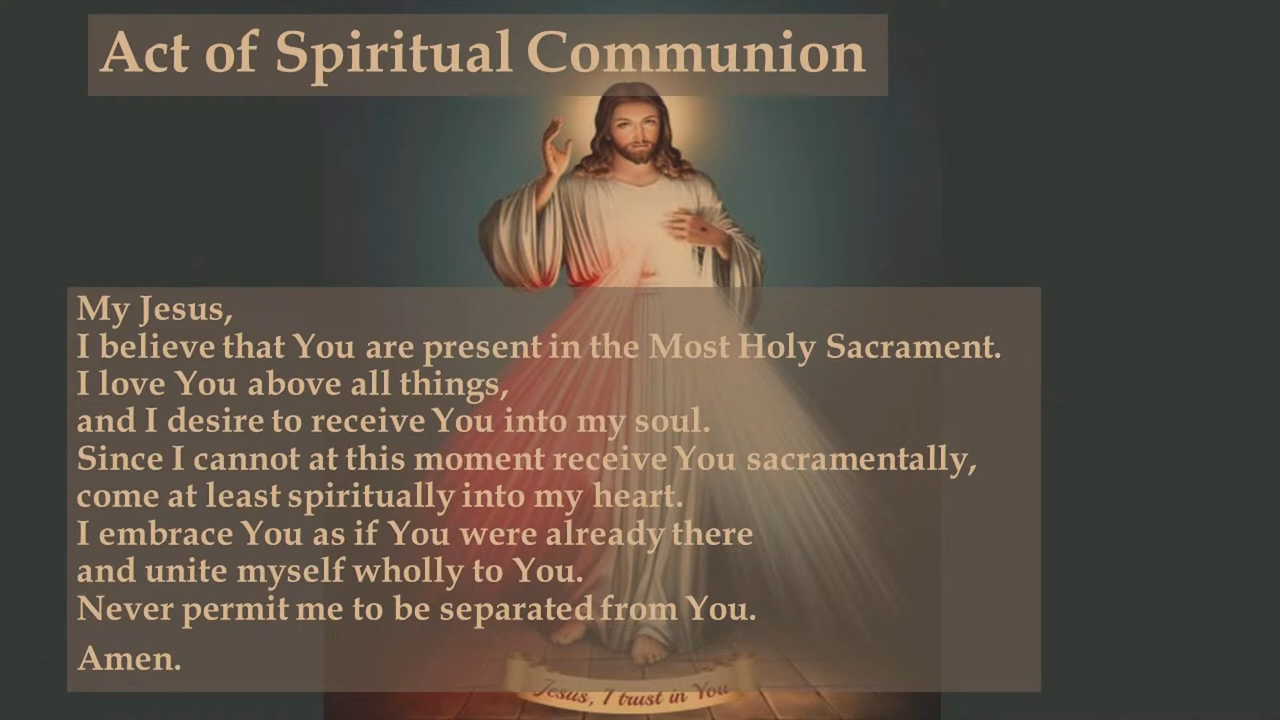 Act of Spiritual Communion
My Jesus,
I believe that You are present in the Most Holy Sacrament.
I love You above all things,
and I desire to receive You into my soul.
Since I cannot at this moment receive You sacramentally,
come at least spiritually into my heart.
I embrace You as if You were already there
and unite myself wholly to You.
Never permit me to be separated from You.
Amen.
Jesus, I trust in You